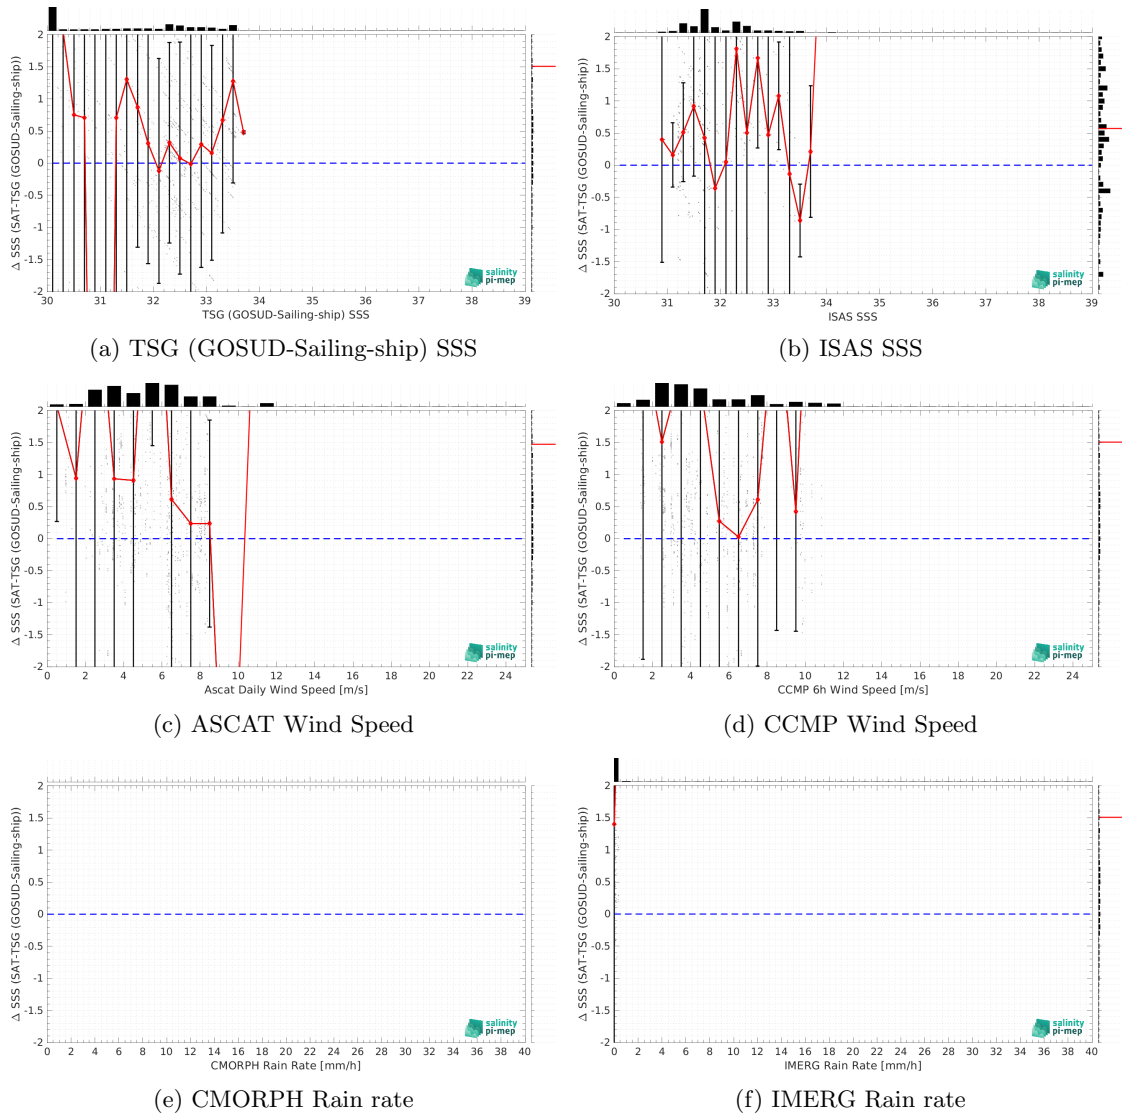 2
1.5
1
0.5
0
-0.5
-1
-1.5
-2
Δ SSS (SAT-TSG (GOSUD-Sailing-ship))
salinity
pi-mep
30 31 32 33 34 35 36 37 38 39
TSG (GOSUD-Sailing-ship) SSS
(a) TSG (GOSUD-Sailing-ship) SSS
2
1.5
1
0.5
0
-0.5
-1
-1.5
-2
Δ SSS (SAT-TSG (GOSUD-Sailing-ship))
salinity
pi-mep
30 31 32 33 34 35 36 37 38 39
ISAS SSS
(b) ISAS SSS
2
1.5
1
0.5
0
-0.5
-1
-1.5
-2
Δ SSS (SAT-TSG (GOSUD-Sailing-ship))
salinity
pi-mep
0 2 4 6 8 10 12 14 16 18 20 22 24
Ascat Daily Wind Speed [m/s]
(c) ASCAT Wind Speed
2
1.5
1
0.5
0
-0.5
-1
-1.5
-2
Δ SSS (SAT-TSG (GOSUD-Sailing-ship))
salinity
pi-mep
0 2 4 6 8 10 12 14 16 18 20 22 24
CCMP 6h Wind Speed [m/s]
(d) CCMP Wind Speed
2
1.5
1
0.5
0
-0.5
-1
-1.5
-2
Δ SSS (SAT-TSG (GOSUD-Sailing-ship))
salinity
pi-mep
0 2 4 6 8 10 12 14 16 18 20 22 24 26 28 30 32 34 36 38 40
CMORPH Rain Rate [mm/h]
(e) CMORPH Rain rate
2
1.5
1
0.5
0
-0.5
-1
-1.5
-2
Δ SSS (SAT-TSG (GOSUD-Sailing-ship))
salinity
pi-mep
0 2 4 6 8 10 12 14 16 18 20 22 24 26 28 30 32 34 36 38 40
IMERG Rain Rate [mm/h]
(f) IMERG Rain rate